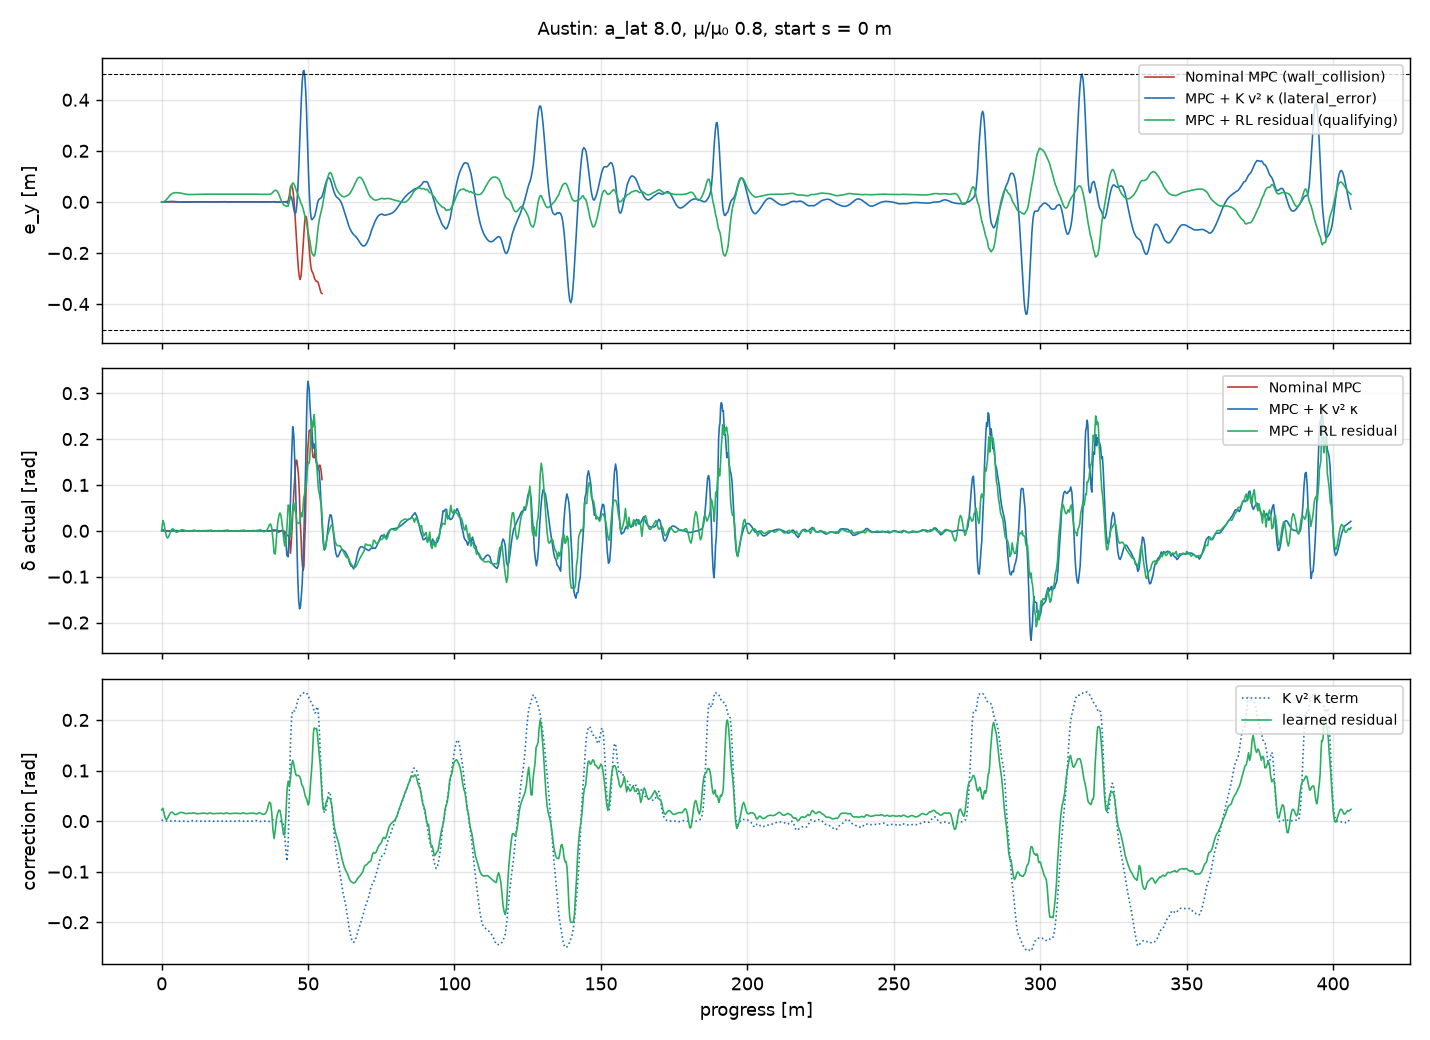 Austin: a_lat 8.0, μ/μ₀ 0.8, start s = 0 m
e_y [m]
0.4
0.2
0.0
−0.2
−0.4
Nominal MPC (wall_collision)
MPC + K v² κ (lateral_error)
MPC + RL residual (qualifying)
δ actual [rad]
0.3
0.2
0.1
0.0
−0.1
−0.2
Nominal MPC
MPC + K v² κ
MPC + RL residual
correction [rad]
0.2
0.1
0.0
−0.1
−0.2
K v² κ term
learned residual
0 50 100 150 200 250 300 350 400
progress [m]